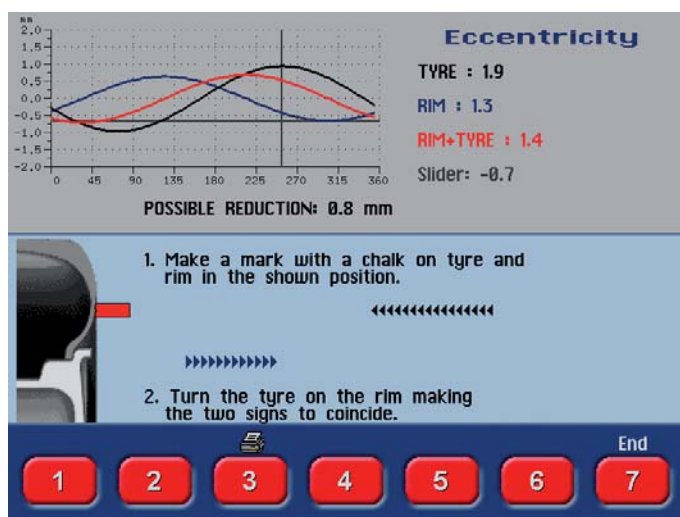 mm
2.0
1.5
1.0
0.5
0.0
-0.5
-1.0
-1.5
-2.0
0 45 90 135 180 225 270 315 360
Eccentricity
TYRE : 1.9
RIM : 1.3
RIM+TYRE : 1.4
Slider: -0.7
POSSIBLE REDUCTION: 0.8 mm
1. Make a mark with a chalk on tyre and
rim in the shown position.
2. Turn the tyre on the rim making
the two signs to coincide.
End
1 2 3 4 5 6 7